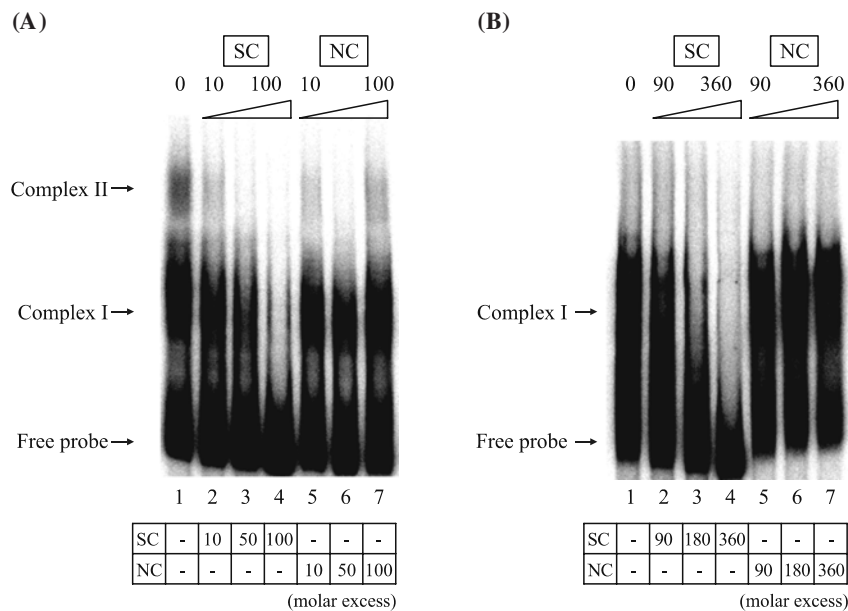 (A)
SC NC
0 10 100 10 100
Complex II
Complex I
Free probe
1 2 3 4 5 6 7
SC - 10 50 100 - - -
NC - - - - 10 50 100
(molar excess)
(B)
SC NC
0 90 360 90 360
Complex I
Free probe
1 2 3 4 5 6 7
SC - 90 180 360 - - -
NC - - - - 90 180 360
(molar excess)